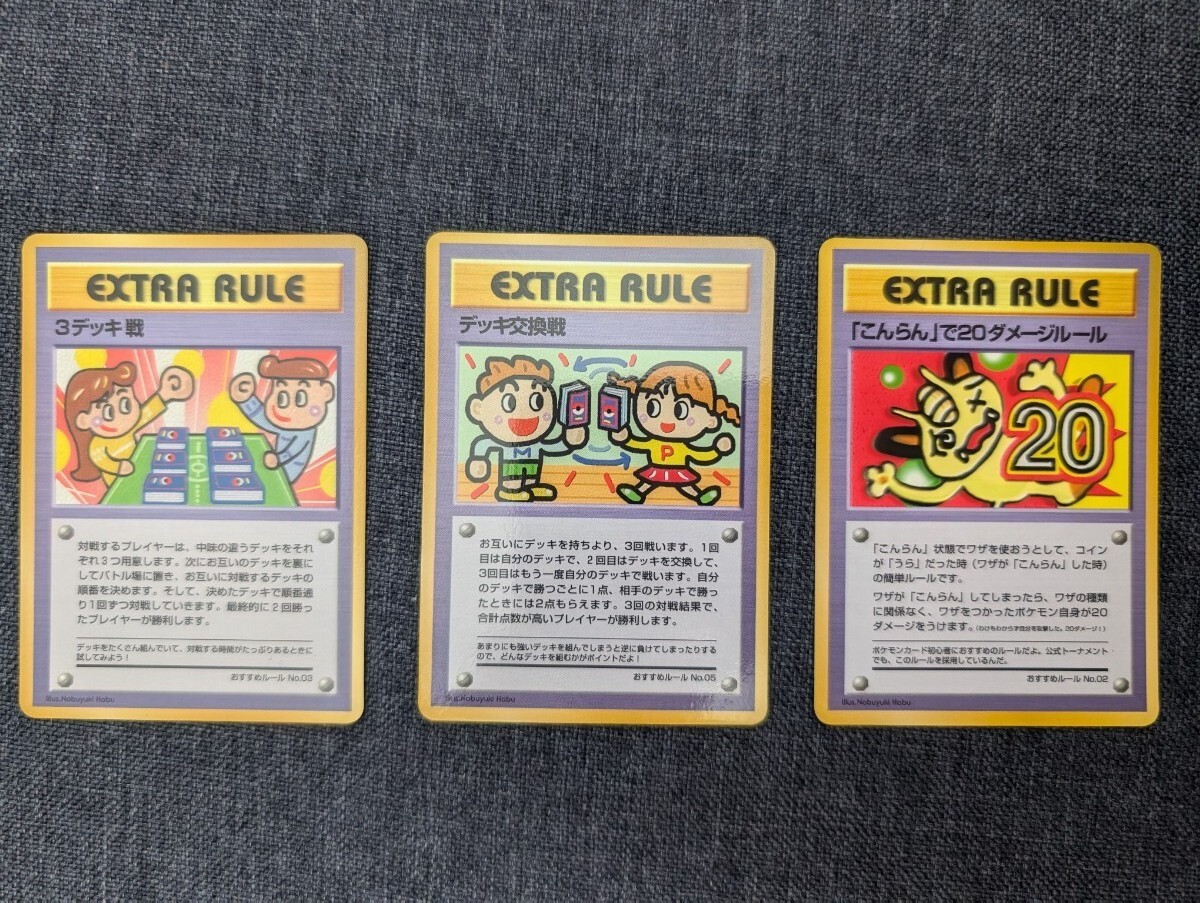 EXTRA RULE
3デッキ戦
対戦するプレイヤーは、中味の違うデッキをそれ
ぞれ3つ用意します。次にお互いのデッキを裏に
してバトル場に置き、お互いに対戦するデッキの
順番を決めます。そして、決めたデッキで順番通
り1回ずつ対戦していきます。最終的に2回勝っ
たプレイヤーが勝利します。
デッキをたくさん組んでいて、対戦する時間がたっぷりあるときに
試してみよう!
おすすめルール No.03
Illus.Nobuyuki Habu
EXTRA RULE
デッキ交換戦
M
P
お互いにデッキを持ちより、3回戦います。1回
目は自分のデッキで、2回目はデッキを交換して、
3回目はもう一度自分のデッキで戦います。自分
のデッキで勝つごとに1点、相手のデッキで勝っ
たときには2点もらえます。3回の対戦結果で、
合計点数が高いプレイヤーが勝利します。
あまりにも強いデッキを組んでしまうと逆に負けてしまったりする
ので、どんなデッキを組むかがポイントだよ!
おすすめルール No.05
Illus.Nobuyuki Habu
EXTRA RULE
「こんらん」で20ダメージルール
20
「こんらん」状態でワザを使おうとして、コイン
が「うら」だった時(ワザが「こんらん」した時)
の簡単ルールです。
ワザが「こんらん」してしまったら、ワザの種類
に関係なく、ワザをつかったポケモン自身が20
ダメージをうけます。(わけもわからず自分を攻撃した。20ダメージ!)
ポケモンカード初心者におすすめのルールだよ。公式トーナメント
でも、このルールを採用しているんだ。
おすすめルール No.02
Illus.Nobuyuki Habu